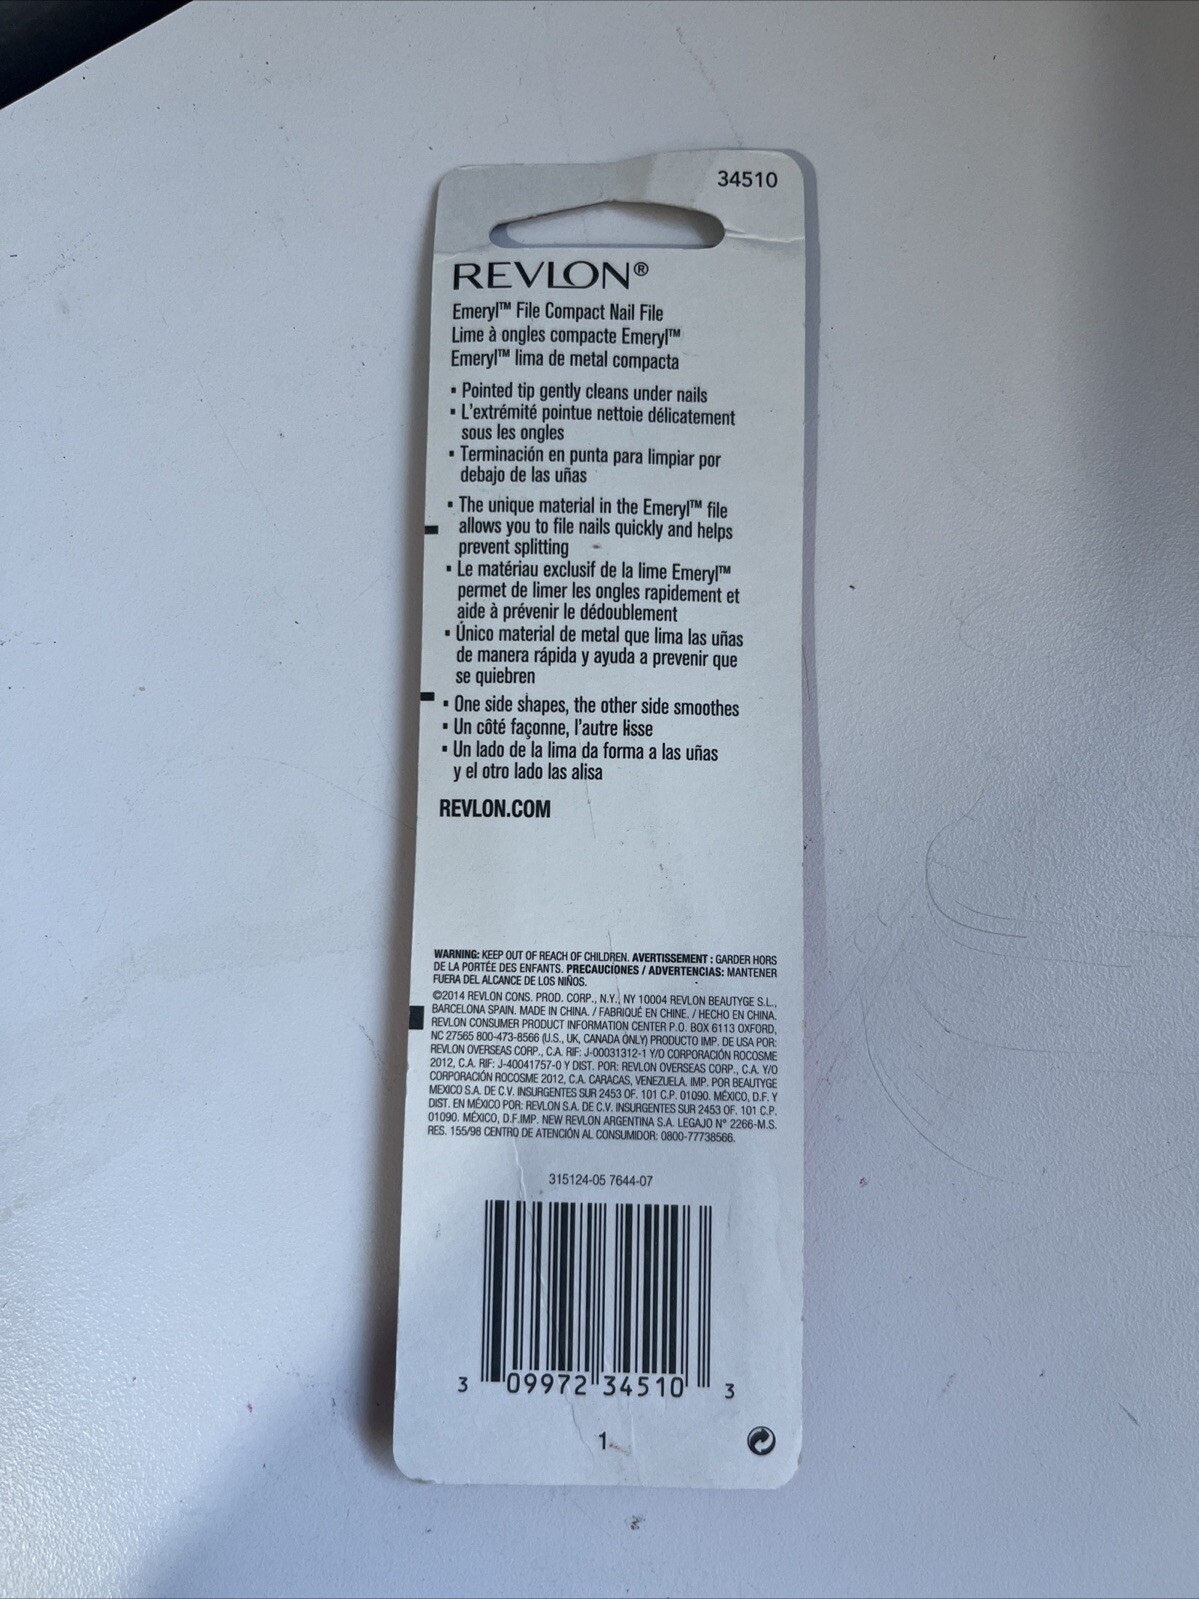 34510
REVLON®
Emeryl™ File Compact Nail File
Lime à ongles compacte Emeryl™
Emeryl™ lima de metal compacta
▪ Pointed tip gently cleans under nails
▪ L'extrémité pointue nettoie délicatement
sous les ongles
▪ Terminación en punta para limpiar por
debajo de las uñas
▪ The unique material in the Emeryl™ file
allows you to file nails quickly and helps
prevent splitting
▪ Le matériau exclusif de la lime Emeryl™
permet de limer les ongles rapidement et
aide à prévenir le dédoublement
▪ Único material de metal que lima las uñas
de manera rápida y ayuda a prevenir que
se quiebren
▪ One side shapes, the other side smoothes
▪ Un côté façonne, l'autre lisse
▪ Un lado de la lima da forma a las uñas
y el otro lado las alisa
REVLON.COM
WARNING: KEEP OUT OF REACH OF CHILDREN. AVERTISSEMENT : GARDER HORS
DE LA PORTÉE DES ENFANTS. PRECAUCIONES / ADVERTENCIAS: MANTENER
FUERA DEL ALCANCE DE LOS NIÑOS.
©2014 REVLON CONS. PROD. CORP., N.Y., NY 10004 REVLON BEAUTYGE S.L.,
BARCELONA SPAIN. MADE IN CHINA. / FABRIQUÉ EN CHINE. / HECHO EN CHINA.
REVLON CONSUMER PRODUCT INFORMATION CENTER P.O. BOX 6113 OXFORD,
NC 27565 800-473-8566 (U.S., UK, CANADA ONLY) PRODUCTO IMP. DE USA POR:
REVLON OVERSEAS CORP., C.A. RIF: J-00031312-1 Y/O CORPORACIÓN ROCOSME
2012, C.A. RIF: J-40041757-0 Y DIST. POR: REVLON OVERSEAS CORP., C.A. Y/O
CORPORACIÓN ROCOSME 2012, C.A. CARACAS, VENEZUELA. IMP. POR BEAUTYGE
MEXICO S.A. DE C.V. INSURGENTES SUR 2453 OF. 101 C.P. 01090. MÉXICO, D.F. Y
DIST. EN MÉXICO POR: REVLON S.A. DE C.V. INSURGENTES SUR 2453 OF. 101 C.P.
01090. MÉXICO, D.F.IMP. NEW REVLON ARGENTINA S.A. LEGAJO N° 2266-M.S.
RES. 155/98 CENTRO DE ATENCIÓN AL CONSUMIDOR: 0800-77738566.
315124-05 7644-07
3 09972 34510 3
1